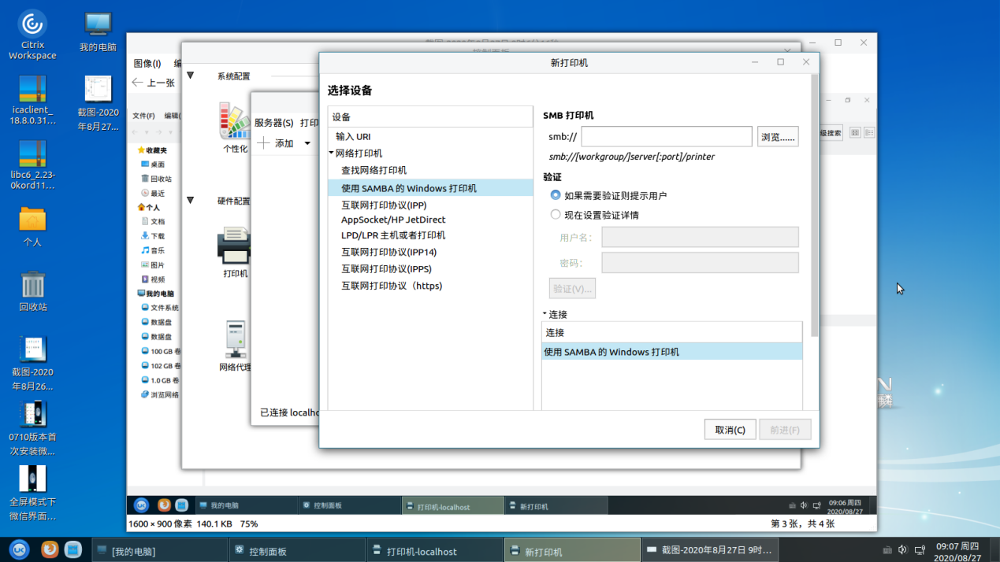 Citrix
Workspace
我的电脑
icaclient_
18.8.0.31...
截图-2020
年8月27...
libc6_2.23-
0kord11...
个人
回收站
截图-2020
年8月26...
0710版本首
次安装微...
全屏模式下
微信界面...
图像(I) 编
上一张
文件(F) 编辑(
收藏夹
桌面
回收站
最近
个人
文档
下载
音乐
图片
视频
我的电脑
文件系统
数据盘
数据盘
100 GB 卷
102 GB 卷
1.0 GB 卷
浏览网络
级搜索
系统配置
个性化
硬件配置
打印机
网络代理
服务器(S) 打印
添加
已连接 localho
新打印机
选择设备
设备
输入 URI
网络打印机
查找网络打印机
使用 SAMBA 的 Windows 打印机
互联网打印协议(IPP)
AppSocket/HP JetDirect
LPD/LPR 主机或者打印机
互联网打印协议(IPP14)
互联网打印协议(IPPS)
互联网打印协议（https)
SMB 打印机
smb://
浏览......
smb://[workgroup/]server[:port]/printer
验证
如果需要验证则提示用户
现在设置验证详情
用户名：
密码：
验证(V)...
连接
连接
使用 SAMBA 的 Windows 打印机
取消(C)
前进(F)
N
麟
UK
我的电脑
控制面板
打印机-localhost
新打印机
09:06 周四
2020/08/27
1600 × 900 像素 140.1 KB 75%
第 3 张，共 4 张
UK
[我的电脑]
控制面板
打印机-localhost
新打印机
截图-2020年8月27日 9时...
09:07 周四
2020/08/27